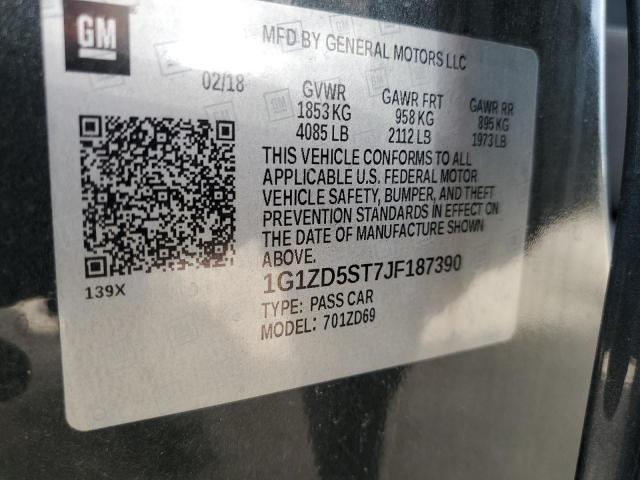 GM
MFD BY GENERAL MOTORS LLC
02/18
GVWR GAWR FRT GAWR RR
1853 KG 958 KG 895 KG
4085 LB 2112 LB 1973 LB
THIS VEHICLE CONFORMS TO ALL
APPLICABLE U.S. FEDERAL MOTOR
VEHICLE SAFETY, BUMPER, AND THEFT
PREVENTION STANDARDS IN EFFECT ON
THE DATE OF MANUFACTURE SHOWN
ABOVE.
1G1ZD5ST7JF187390
139X
TYPE: PASS CAR
MODEL: 701ZD69